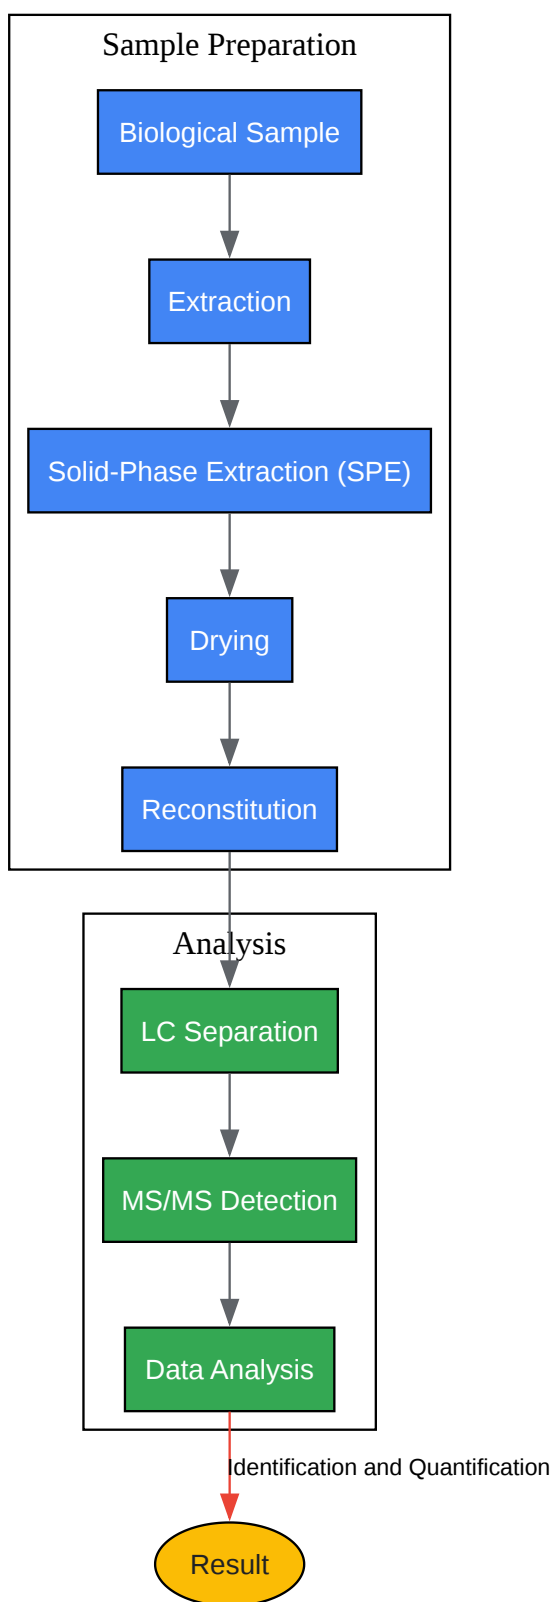 Sample Preparation
Biological Sample
Extraction
Solid-Phase Extraction (SPE)
Drying
Reconstitution
Analysis
LC Separation
MS/MS Detection
Data Analysis
Identification and Quantification
Result